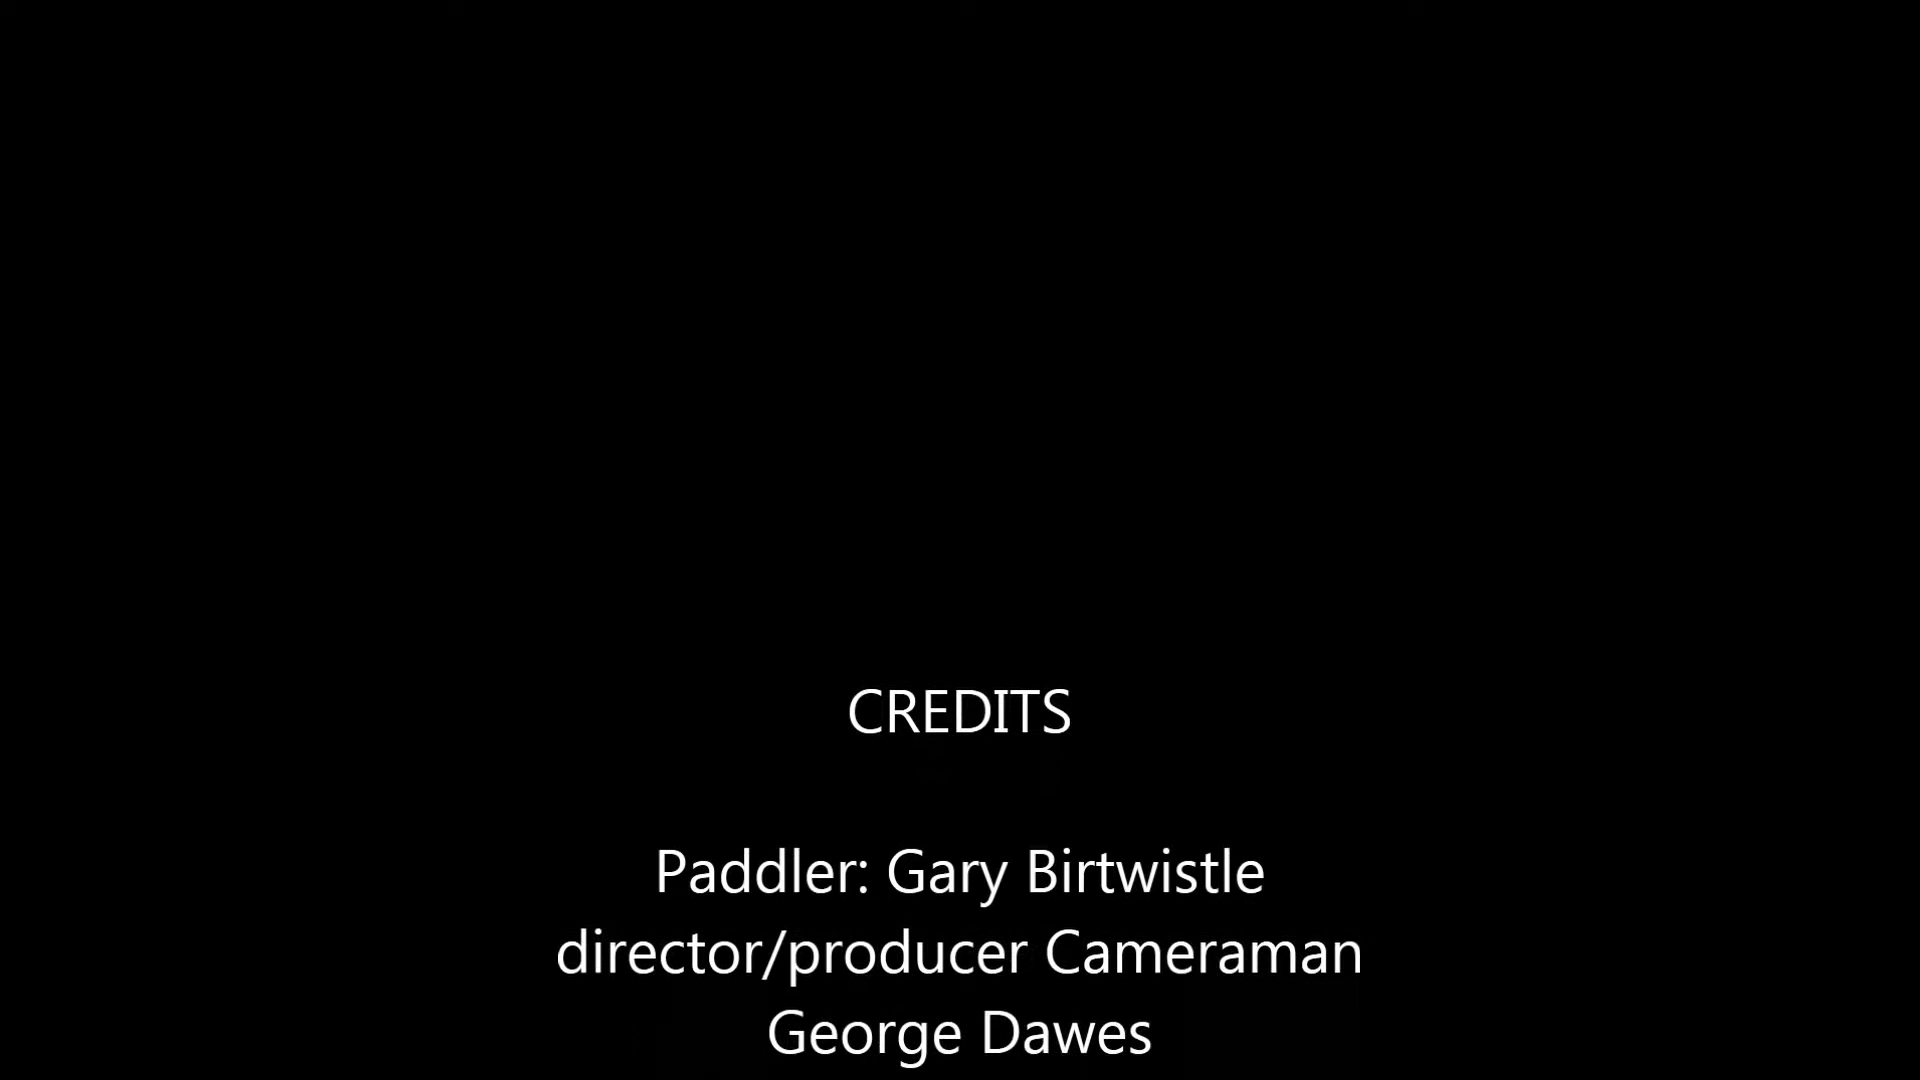 CREDITS
Paddler: Gary Birtwistle
director/producer Cameraman
George Dawes